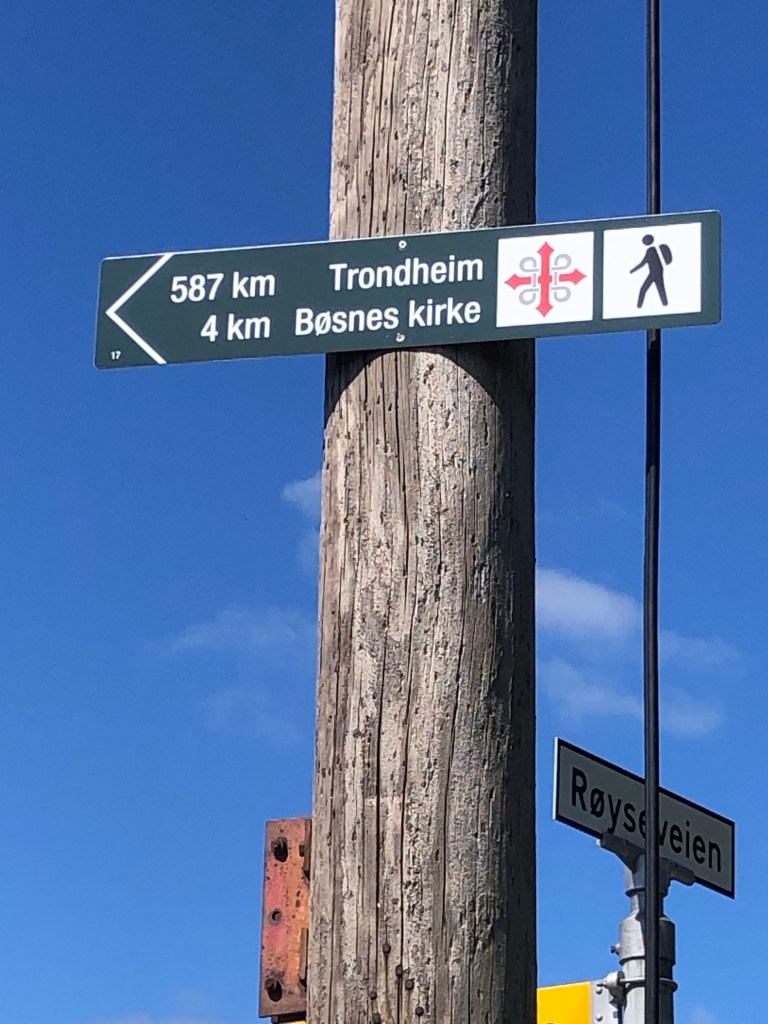 587 km Trondheim
4 km Bøsnes kirke
17
Røyseveien